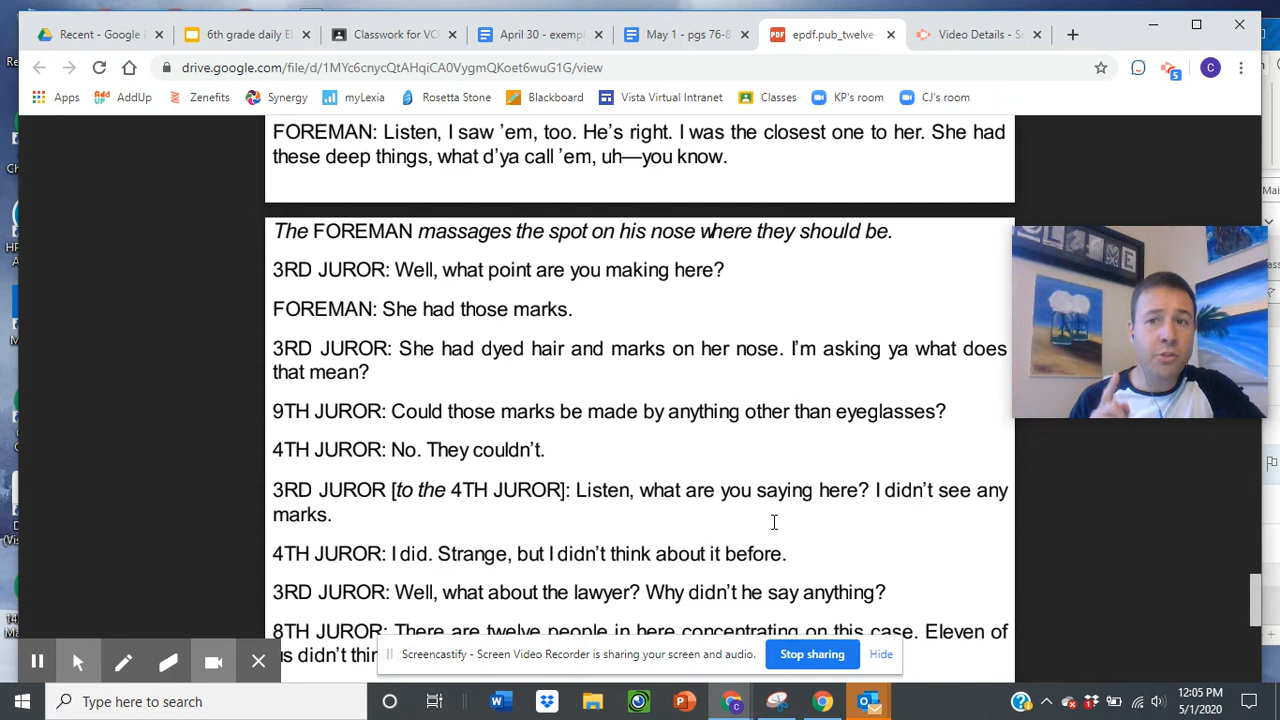 Recent - Google
6th grade daily El
Classwork for VC
April 30 - exempl
May 1 - pgs 76-8
PDF epdf.pub_twelve-
Video Details - Sc
drive.google.com/file/d/1MYc6cnycQtAHqiCA0VygmQKoet6wuG1G/view
S
C
Apps AddUp Zenefits Synergy myLexia Rosetta Stone Blackboard Vista Virtual Intranet Classes KP's room CJ's room
FOREMAN: Listen, I saw ’em, too. He’s right. I was the closest one to her. She had
these deep things, what d’ya call ’em, uh—you know.
The FOREMAN massages the spot on his nose where they should be.
3RD JUROR: Well, what point are you making here?
FOREMAN: She had those marks.
3RD JUROR: She had dyed hair and marks on her nose. I’m asking ya what does
that mean?
9TH JUROR: Could those marks be made by anything other than eyeglasses?
4TH JUROR: No. They couldn’t.
3RD JUROR [to the 4TH JUROR]: Listen, what are you saying here? I didn’t see any
marks.
4TH JUROR: I did. Strange, but I didn’t think about it before.
3RD JUROR: Well, what about the lawyer? Why didn’t he say anything?
8TH JUROR: There are twelve people in here concentrating on this case. Eleven of
us didn’t thin
Screencastify - Screen Video Recorder is sharing your screen and audio. Stop sharing Hide
Type here to search
12:05 PM
5/1/2020